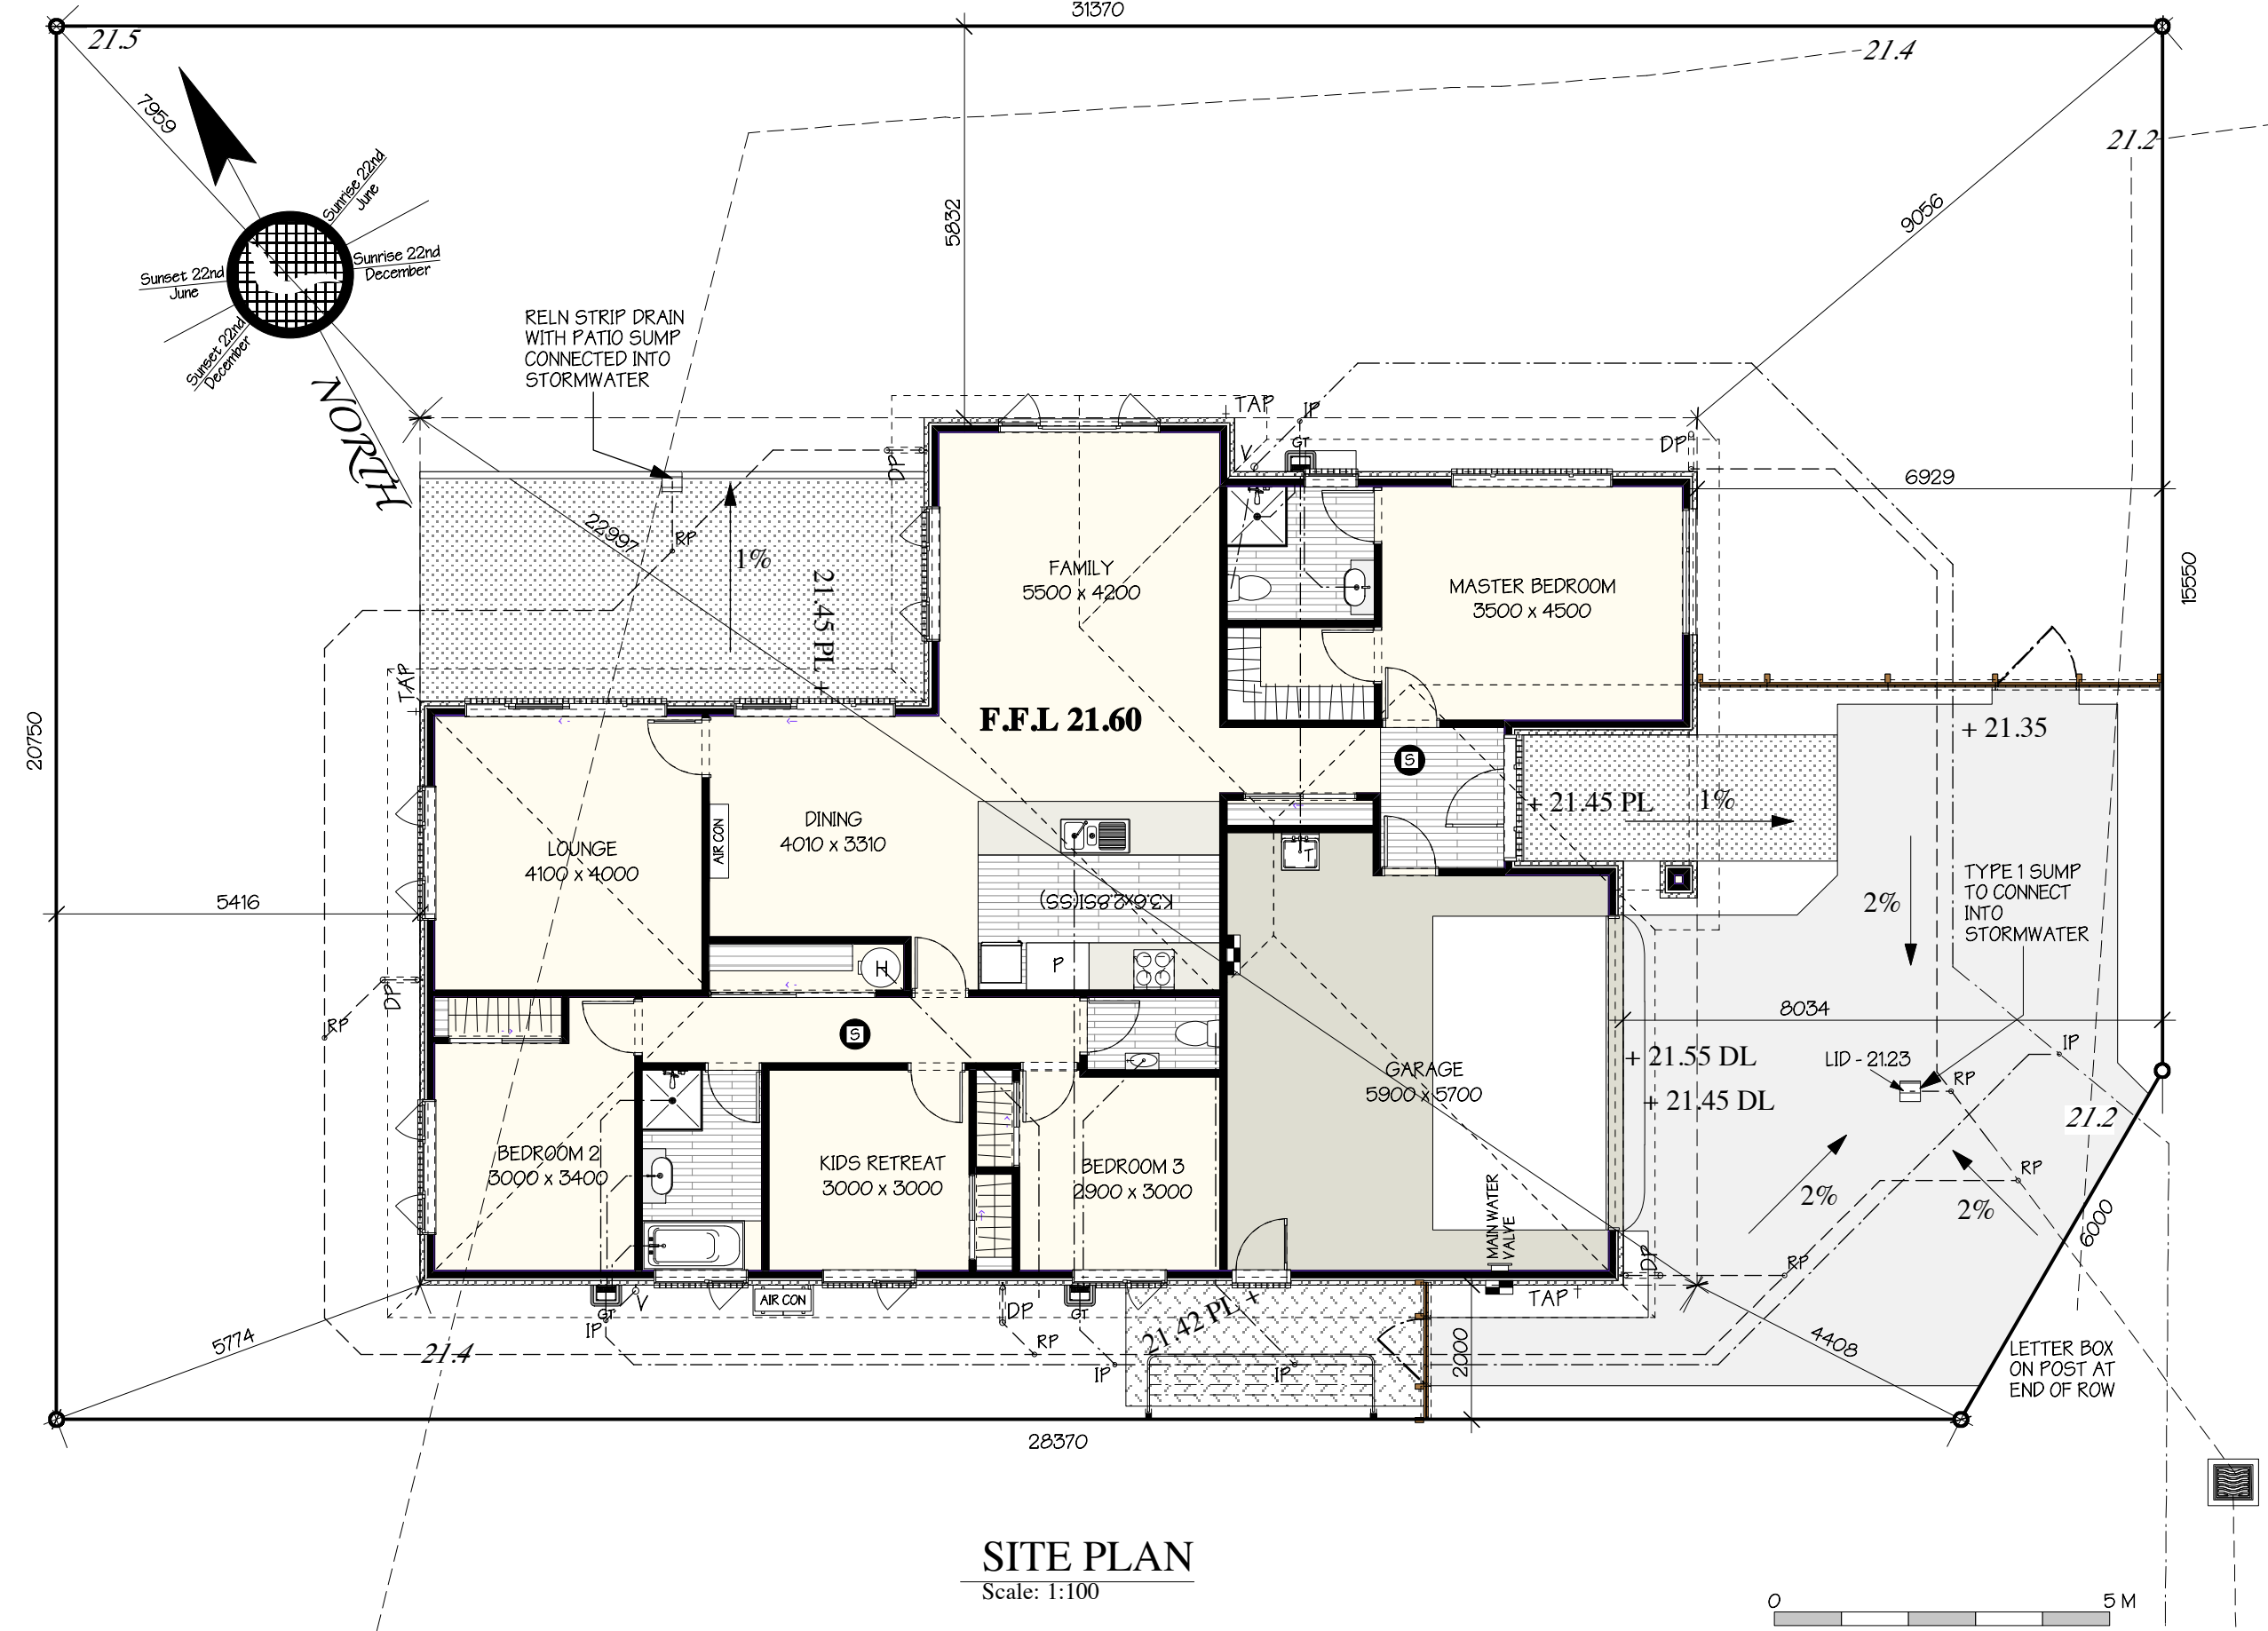 31370
21.5
21.4
7959
21.2
Sunrise 22nd
June
Sunrise 22nd
December
Sunset 22nd
June
Sunset 22nd
December
NORTH
5832
9056
RELN STRIP DRAIN
WITH PATIO SUMP
CONNECTED INTO
STORMWATER
TAP
IP
GT
V
DP
DP
6929
22997
RP
1%
21.45 PL +
FAMILY
5500 x 4200
MASTER BEDROOM
3500 x 4500
15550
TAP
20750
F.F.L 21.60
S
+ 21.35
+ 21.45 PL
1%
DINING
4010 x 3310
AIR CON
LOUNGE
4100 x 4000
T
TYPE 1 SUMP
TO CONNECT
INTO
STORMWATER
2%
5416
K3.6x2.8SI(SS)
H
P
DP
RP
S
8034
GARAGE
5900 x 5700
+ 21.55 DL
+ 21.45 DL
LID - 21.23
IP
RP
21.2
BEDROOM 2
3000 x 3400
KIDS RETREAT
3000 x 3000
BEDROOM 3
2900 x 3000
MAIN WATER
VALVE
2%
2%
RP
6000
DP
RP
GT
V
IP
AIR CON
DP
RP
GT
IP
21.42 PL +
IP
TAP
2000
4408
5774
21.4
LETTER BOX
ON POST AT
END OF ROW
28370
SITE PLAN
Scale: 1:100
0
5 M